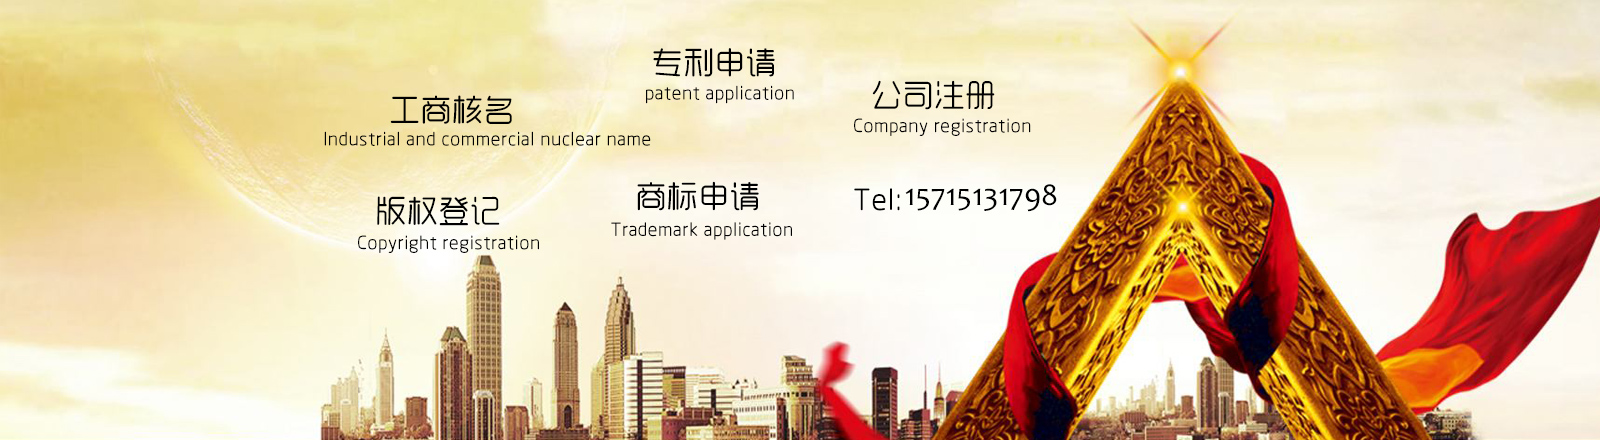 专利申请
patent application
公司注册
Company registration
工商核名
Industrial and commercial nuclear name
版权登记
Copyright registration
商标申请
Trademark application
Tel:15715131798